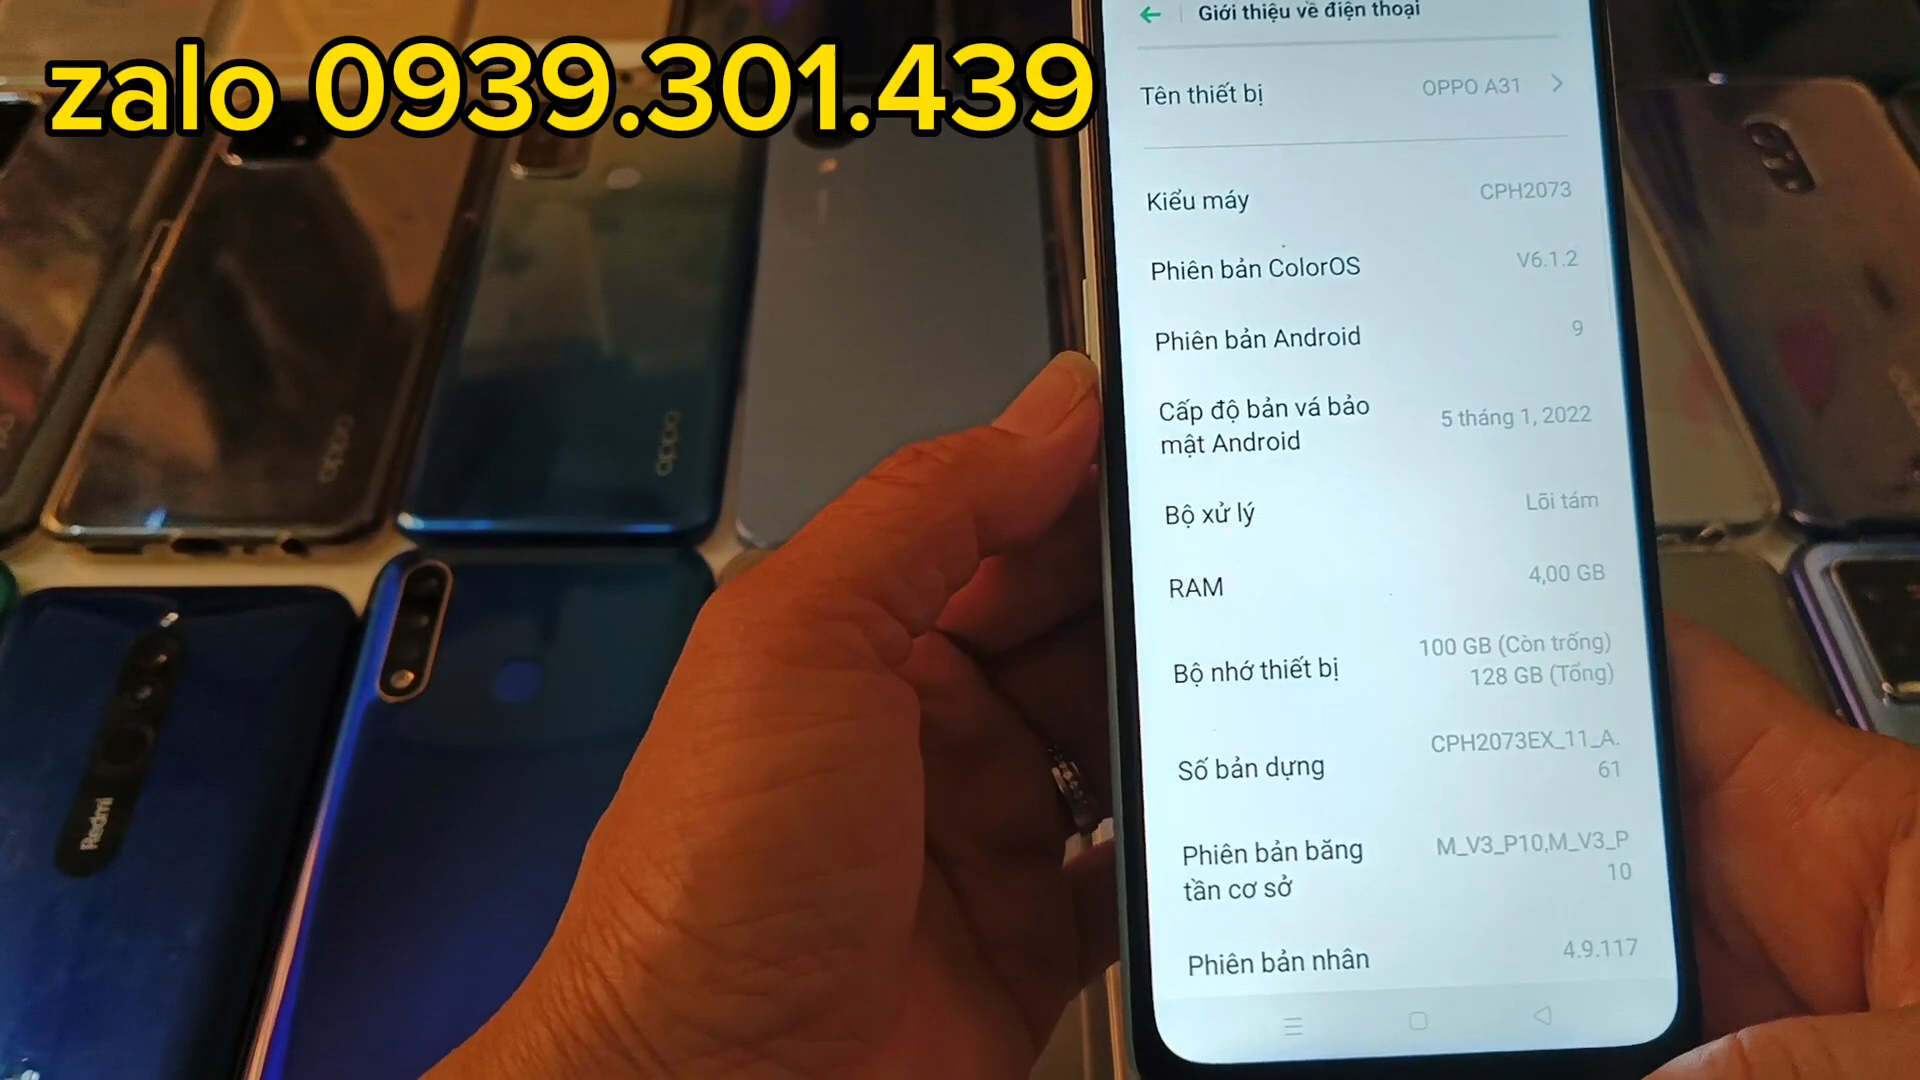 zalo 0939.301.439
Giới thiệu về điện thoại
Tên thiết bị OPPO A31
Kiểu máy CPH2073
Phiên bản ColorOS V6.1.2
Phiên bản Android 9
Cấp độ bản vá bảo
mật Android 5 tháng 1, 2022
Bộ xử lý Lõi tám
RAM 4,00 GB
Bộ nhớ thiết bị 100 GB (Còn trống)
128 GB (Tổng)
Số bản dựng CPH2073EX_11_A.
61
Phiên bản băng
tần cơ sở M_V3_P10,M_V3_P
10
Phiên bản nhân 4.9.117
oppo
oppo
Redmi